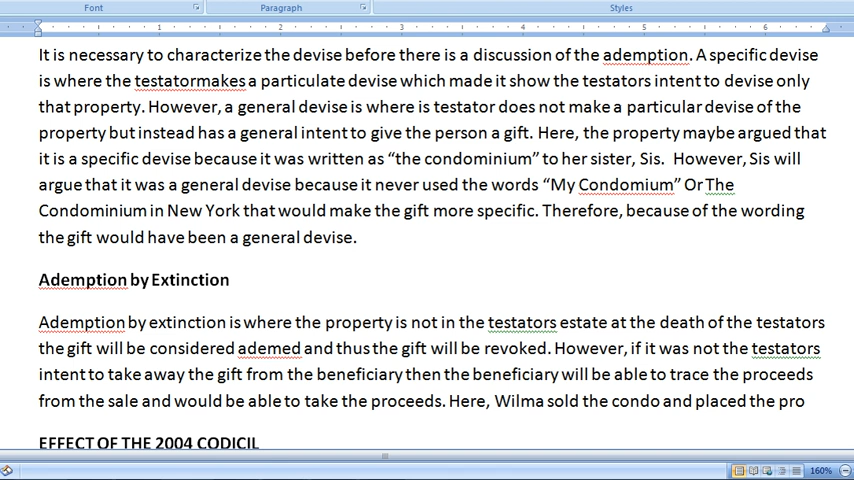 Font Paragraph Styles
1 2 3 4 5 6
It is necessary to characterize the devise before there is a discussion of the ademption. A specific devise
is where the testatormakes a particulate devise which made it show the testators intent to devise only
that property. However, a general devise is where is testator does not make a particular devise of the
property but instead has a general intent to give the person a gift. Here, the property maybe argued that
it is a specific devise because it was written as “the condominium” to her sister, Sis.  However, Sis will
argue that it was a general devise because it never used the words “My Condomium” Or The
Condominium in New York that would make the gift more specific. Therefore, because of the wording
the gift would have been a general devise.
Ademption by Extinction
Ademption by extinction is where the property is not in the testators estate at the death of the testators
the gift will be considered ademed and thus the gift will be revoked. However, if it was not the testators
intent to take away the gift from the beneficiary then the beneficiary will be able to trace the proceeds
from the sale and would be able to take the proceeds. Here, Wilma sold the condo and placed the pro
EFFECT OF THE 2004 CODICIL
160%